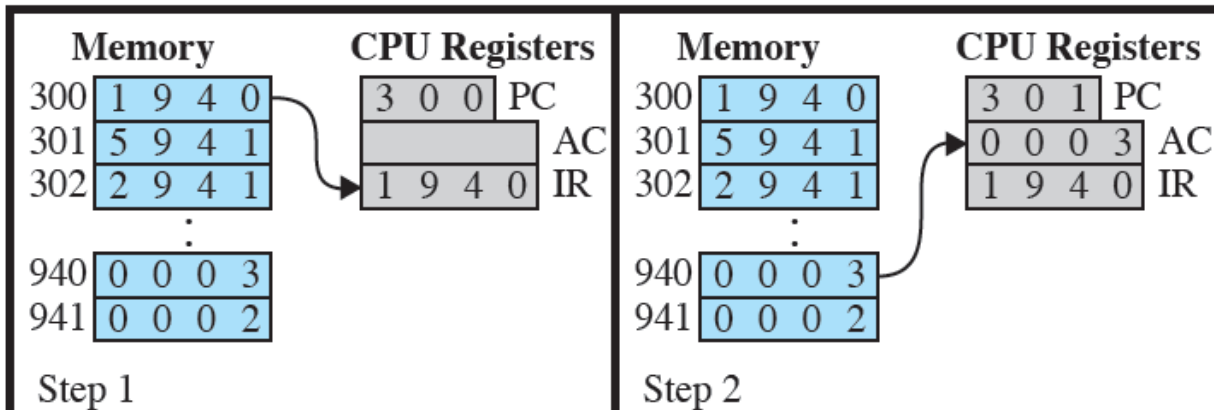 Memory CPU Registers
300 1 9 4 0 3 0 0 PC
301 5 9 4 1 AC
302 2 9 4 1 1 9 4 0 IR
:
940 0 0 0 3
941 0 0 0 2
Step 1
Memory CPU Registers
300 1 9 4 0 3 0 1 PC
301 5 9 4 1 0 0 0 3 AC
302 2 9 4 1 1 9 4 0 IR
:
940 0 0 0 3
941 0 0 0 2
Step 2